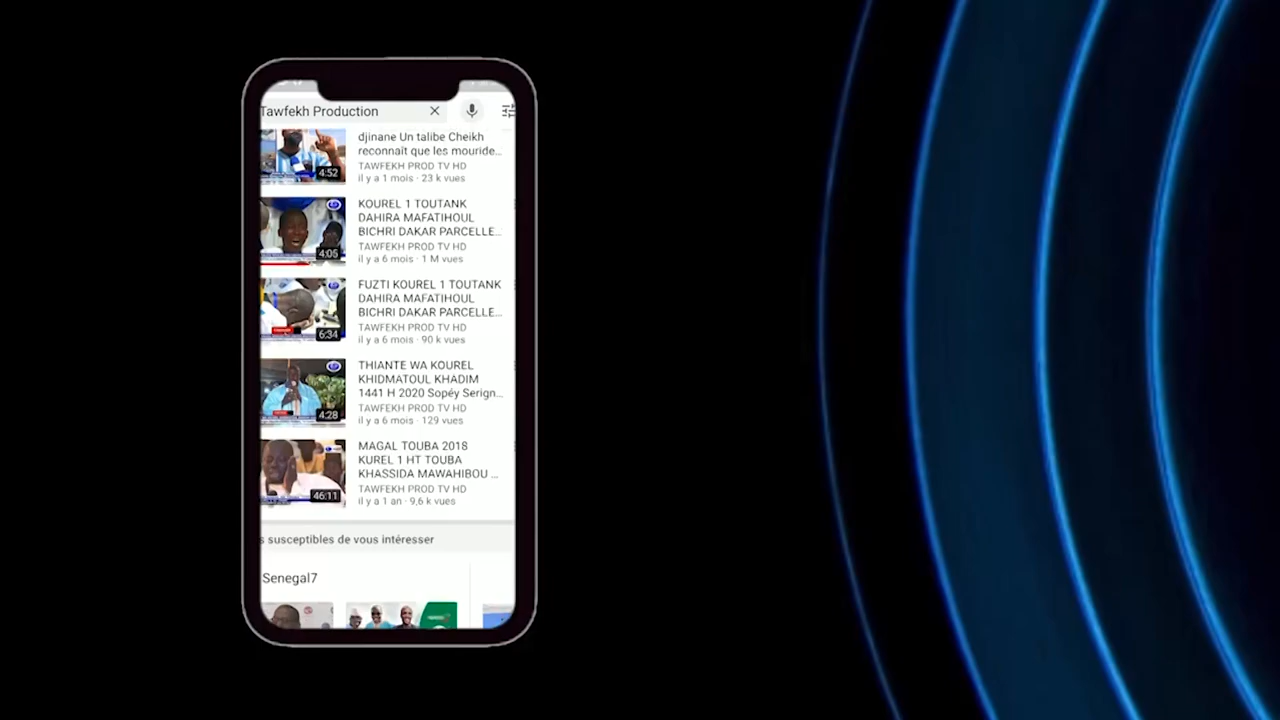 Tawfekh Production
djinane Un talibe Cheikh
reconnaît que les mouride...
TAWFEKH PROD TV HD
il y a 1 mois · 23 k vues
4:52
KOUREL 1 TOUTANK
DAHIRA MAFATIHOUL
BICHRI DAKAR PARCELLE...
TAWFEKH PROD TV HD
il y a 6 mois · 1 M vues
4:05
FUZTI KOUREL 1 TOUTANK
DAHIRA MAFATIHOUL
BICHRI DAKAR PARCELLE...
TAWFEKH PROD TV HD
il y a 6 mois · 90 k vues
6:34
THIANTE WA KOUREL
KHIDMATOUL KHADIM
1441 H 2020 Sopéy Serign...
TAWFEKH PROD TV HD
il y a 6 mois · 129 vues
4:28
MAGAL TOUBA 2018
KUREL 1 HT TOUBA
KHASSIDA MAWAHIBOU ...
TAWFEKH PROD TV HD
il y a 1 an · 9,6 k vues
46:11
s susceptibles de vous intéresser
Senegal7